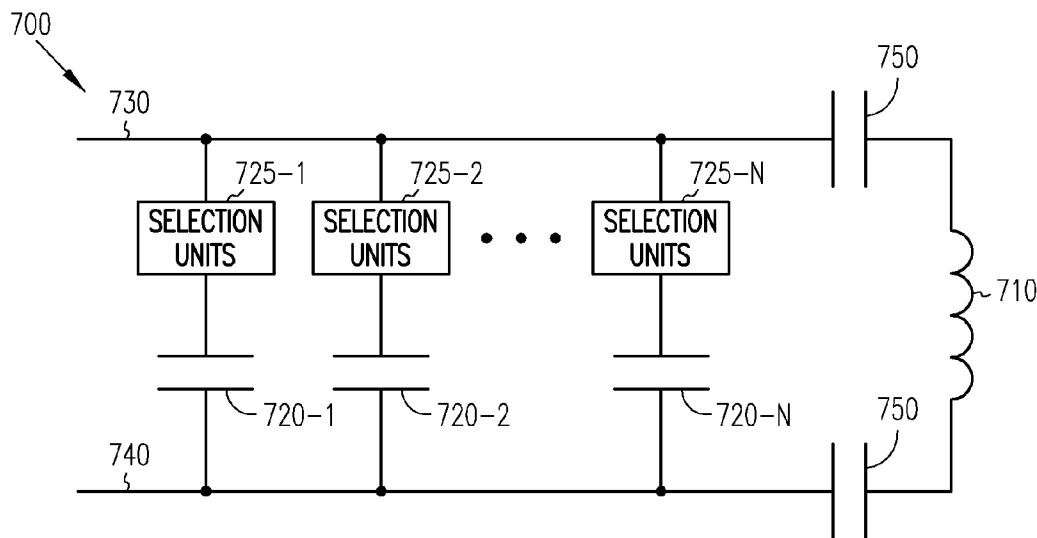 700
730
750
725-1
725-2
725-N
SELECTION
UNITS
SELECTION
UNITS
• • •
SELECTION
UNITS
710
720-1
720-2
720-N
740
750